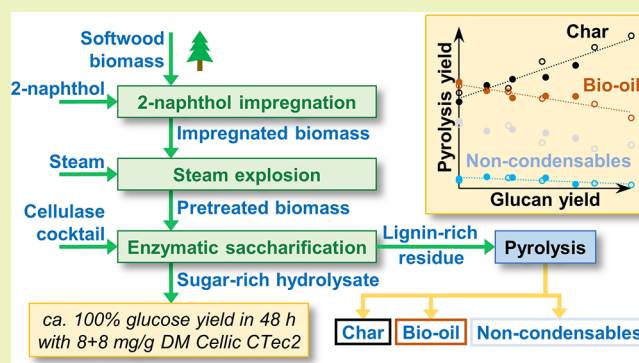 Softwood
biomass
2-naphthol
2-naphthol impregnation
Impregnated biomass
Steam
Steam explosion
Pretreated biomass
Cellulase
cocktail
Enzymatic saccharification
Lignin-rich
residue
Pyrolysis
Sugar-rich hydrolysate
ca. 100% glucose yield in 48 h
with 8+8 mg/g DM Cellic CTec2
Char
Bio-oil
Non-condensables
Pyrolysis yield
Char
Bio-oil
Non-condensables
Glucan yield